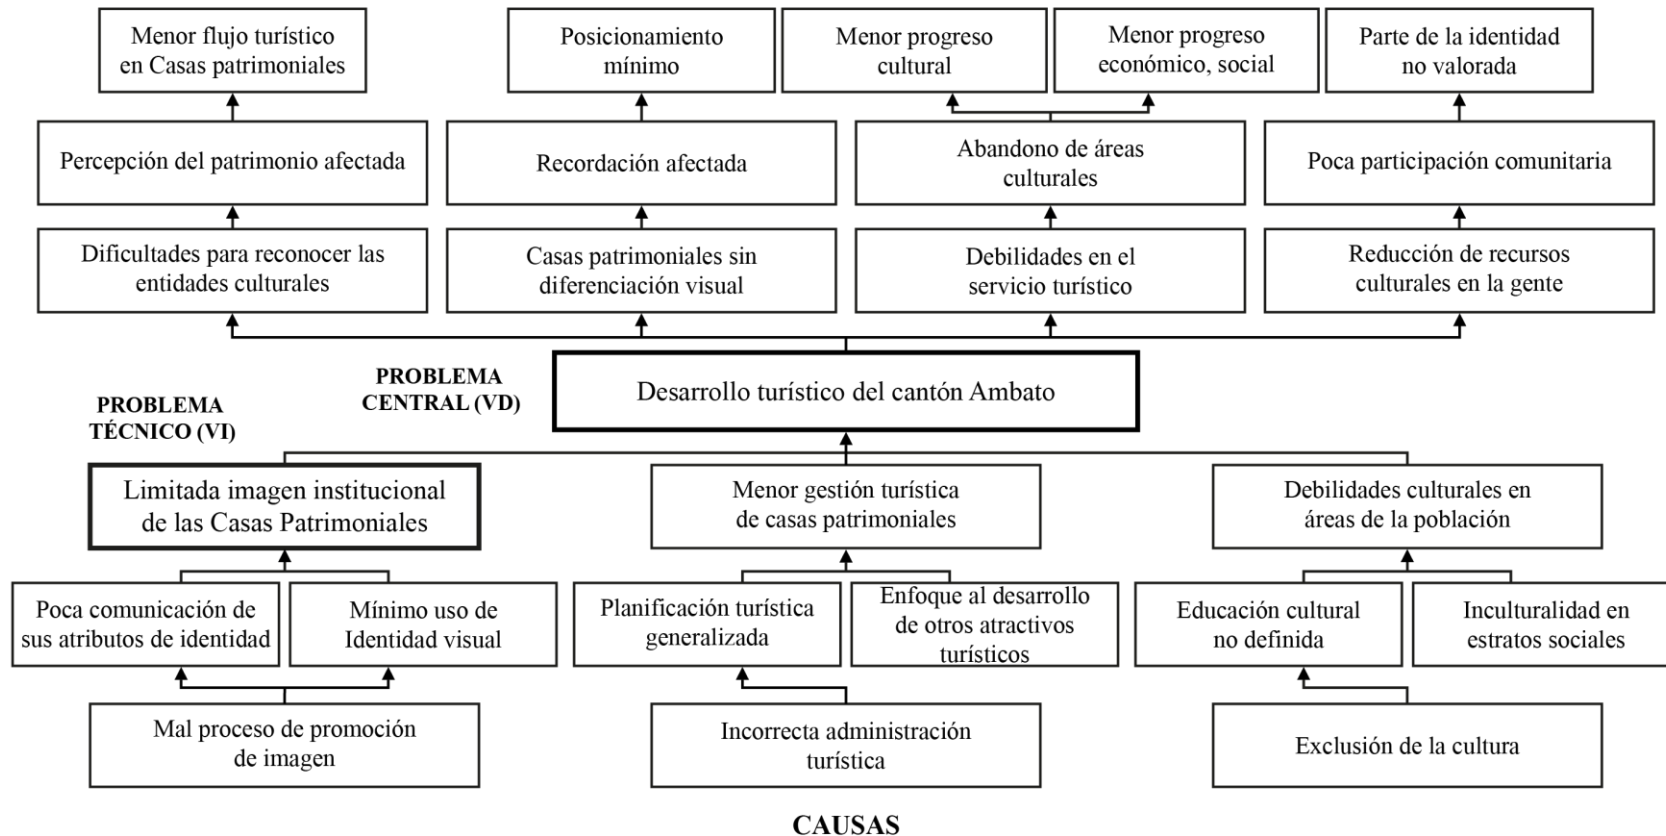 Menor flujo turístico
en Casas patrimoniales
Posicionamiento
mínimo
Menor progreso
cultural
Menor progreso
económico, social
Parte de la identidad
no valorada
Percepción del patrimonio afectada
Recordación afectada
Abandono de áreas
culturales
Poca participación comunitaria
Dificultades para reconocer las
entidades culturales
Casas patrimoniales sin
diferenciación visual
Debilidades en el
servicio turístico
Reducción de recursos
culturales en la gente
PROBLEMA
CENTRAL (VD)
Desarrollo turístico del cantón Ambato
PROBLEMA
TÉCNICO (VI)
Limitada imagen institucional
de las Casas Patrimoniales
Menor gestión turística
de casas patrimoniales
Debilidades culturales en
áreas de la población
Poca comunicación de
sus atributos de identidad
Mínimo uso de
Identidad visual
Planificación turística
generalizada
Enfoque al desarrollo
de otros atractivos
turísticos
Educación cultural
no definida
Inculturalidad en
estratos sociales
Mal proceso de promoción
de imagen
Incorrecta administración
turística
Exclusión de la cultura
CAUSAS